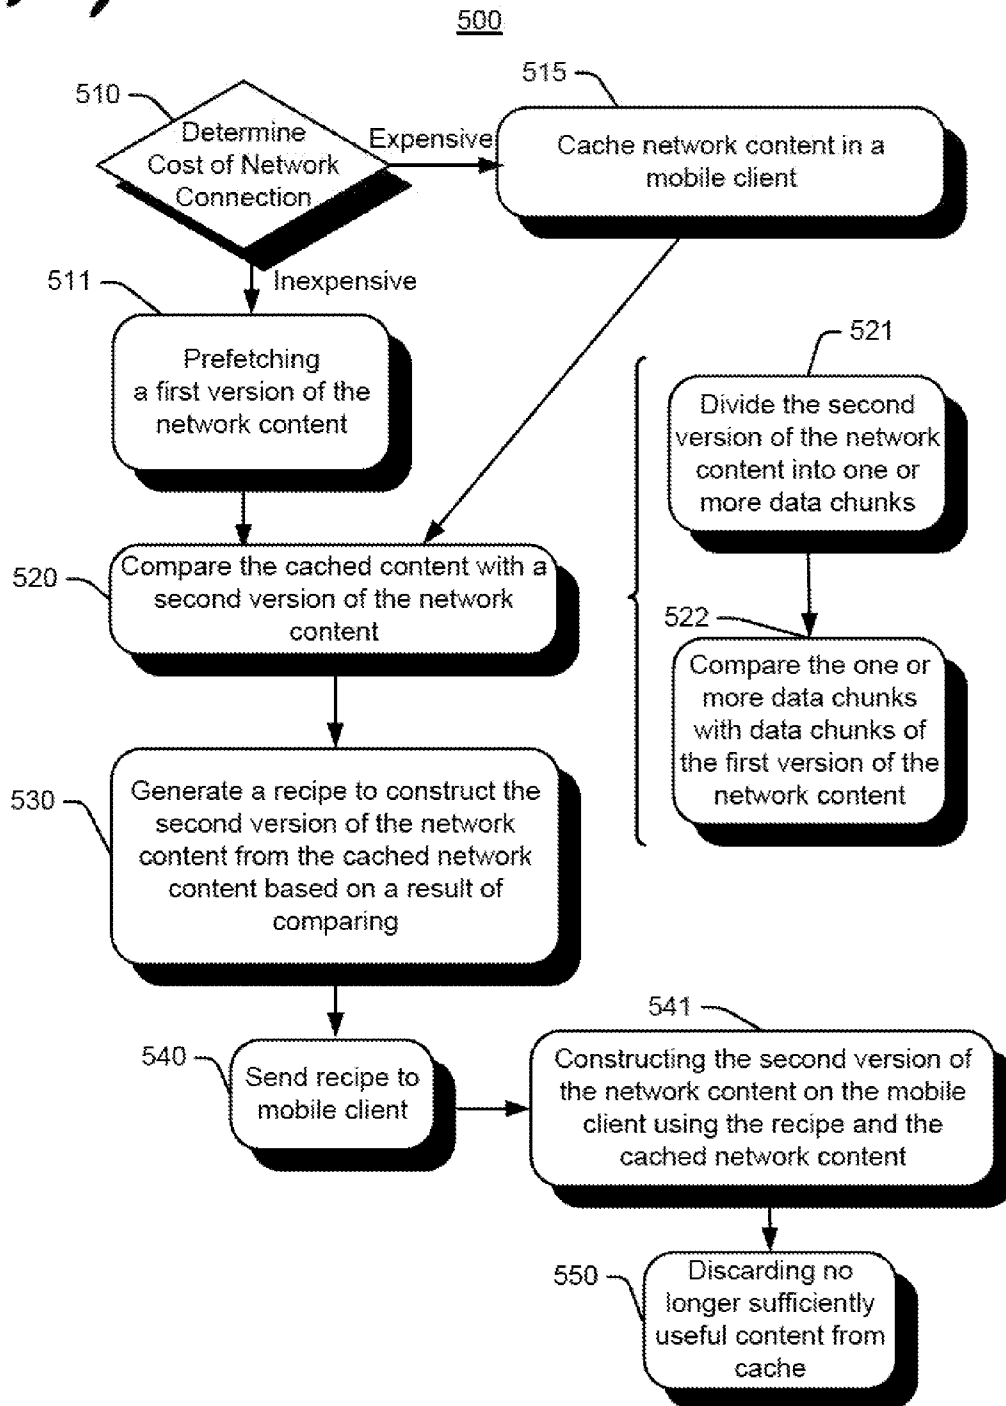 500
510
Determine
Cost of Network
Connection
Expensive
515
Cache network content in a
mobile client
Inexpensive
511
Prefetching
a first version of the
network content
521
Divide the second
version of the network
content into one or
more data chunks
520
Compare the cached content with a
second version of the network
content
522
Compare the one or
more data chunks
with data chunks of
the first version of the
network content
530
Generate a recipe to construct the
second version of the network
content from the cached network
content based on a result of
comparing
540
Send recipe to
mobile client
541
Constructing the second version of
the network content on the mobile
client using the recipe and the
cached network content
550
Discarding no
longer sufficiently
useful content from
cache